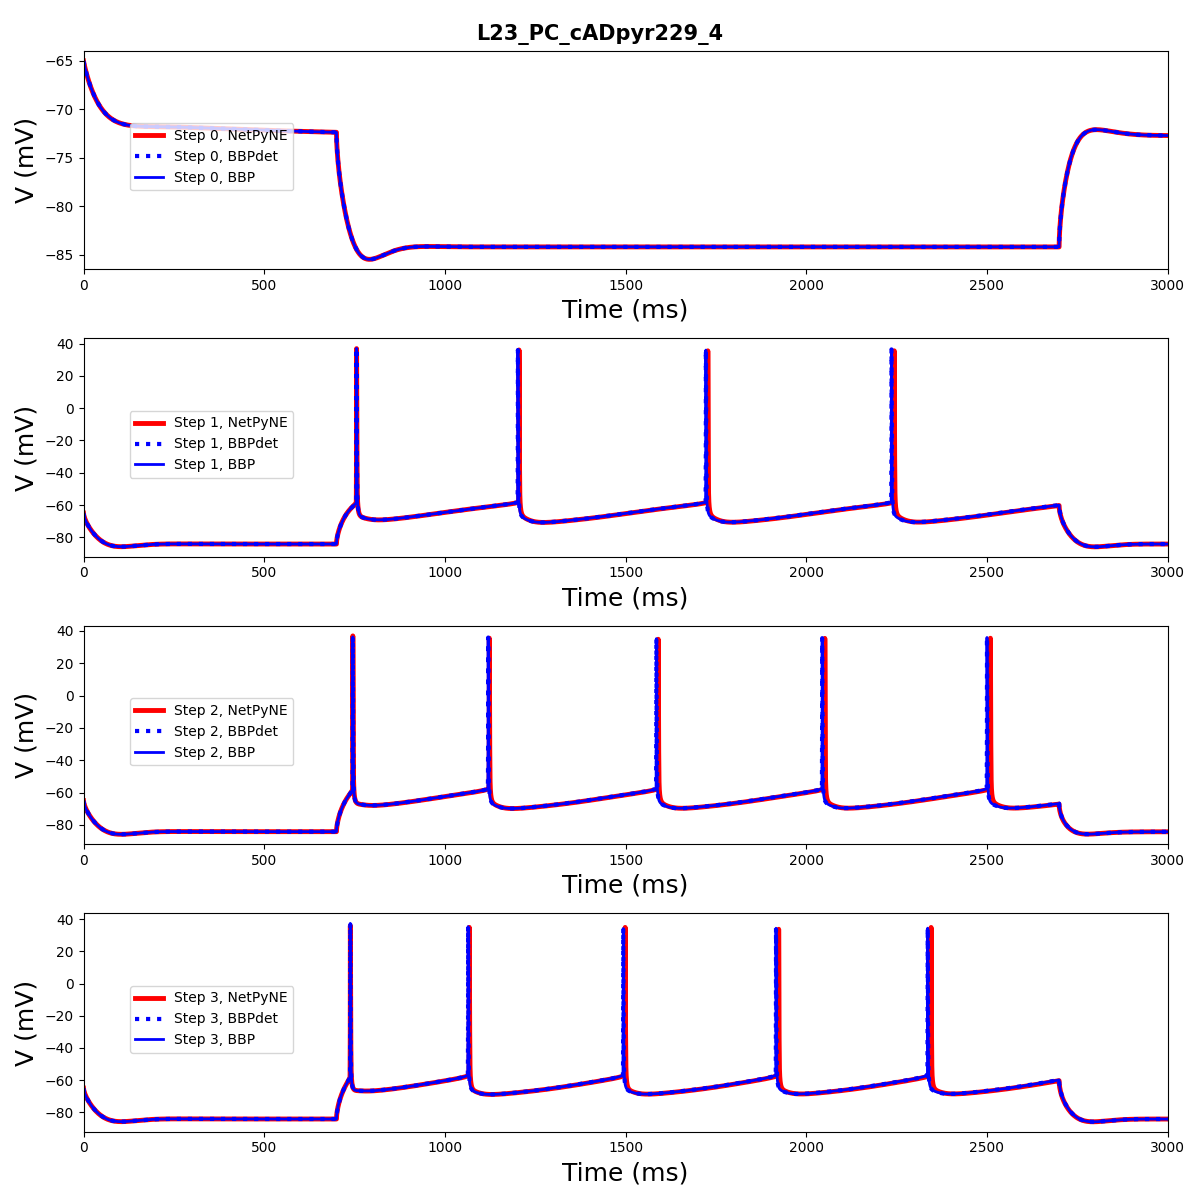 L23_PC_cADpyr229_4
−65
−70
−75
−80
−85
V (mV)
Step 0, NetPyNE
Step 0, BBPdet
Step 0, BBP
0 500 1000 1500 2000 2500 3000
Time (ms)
40
20
0
−20
−40
−60
−80
V (mV)
Step 1, NetPyNE
Step 1, BBPdet
Step 1, BBP
0 500 1000 1500 2000 2500 3000
Time (ms)
40
20
0
−20
−40
−60
−80
V (mV)
Step 2, NetPyNE
Step 2, BBPdet
Step 2, BBP
0 500 1000 1500 2000 2500 3000
Time (ms)
40
20
0
−20
−40
−60
−80
V (mV)
Step 3, NetPyNE
Step 3, BBPdet
Step 3, BBP
0 500 1000 1500 2000 2500 3000
Time (ms)